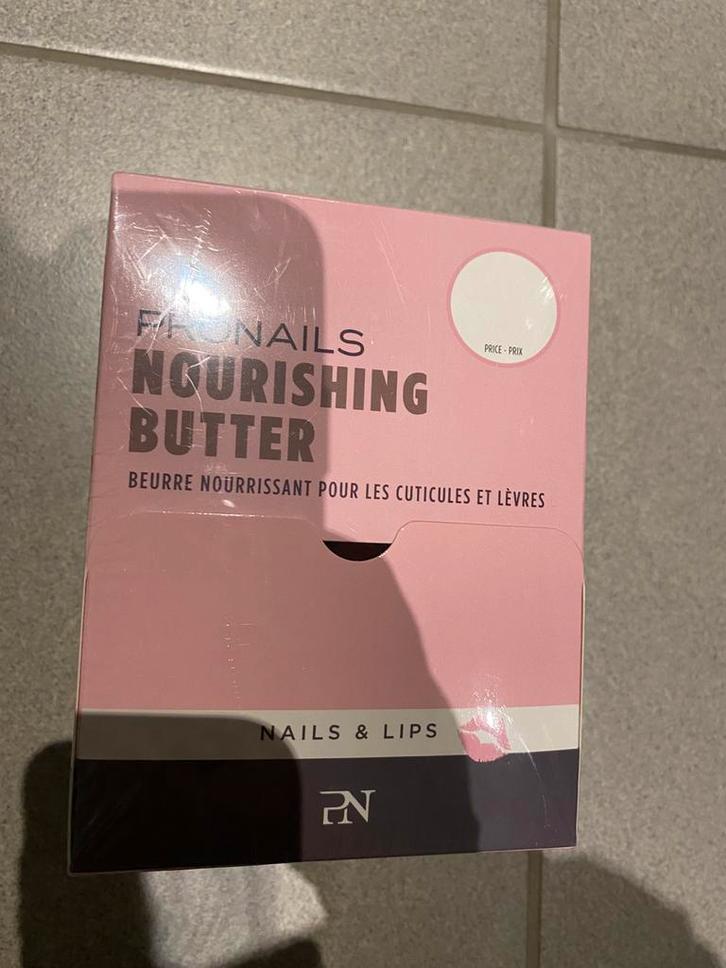 PRONAILS
NOURISHING
BUTTER
BEURRE NOURRISSANT POUR LES CUTICULES ET LÈVRES
PRICE - PRIX
NAILS & LIPS
PN